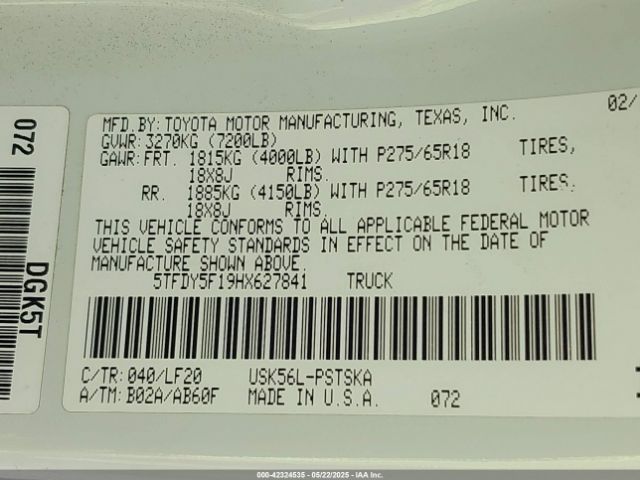 072
DGK5T
MFD.BY:TOYOTA MOTOR MANUFACTURING, TEXAS, INC. 02/
GVWR:3270KG (7200LB)
GAWR:FRT. 1815KG (4000LB) WITH P275/65R18 TIRES,
18X8J RIMS.
RR. 1885KG (4150LB) WITH P275/65R18 TIRES.
18X8J RIMS.
THIS VEHICLE CONFORMS TO ALL APPLICABLE FEDERAL MOTOR
VEHICLE SAFETY STANDARDS IN EFFECT ON THE DATE OF
MANUFACTURE SHOWN ABOVE.
5TFDY5F19HX627841 TRUCK
C/TR:040/LF20 USK56L-PSTSKA
A/TM:B02A/AB60F MADE IN U.S.A. 072
000-42324535 - 05/22/2025 - IAA Inc.